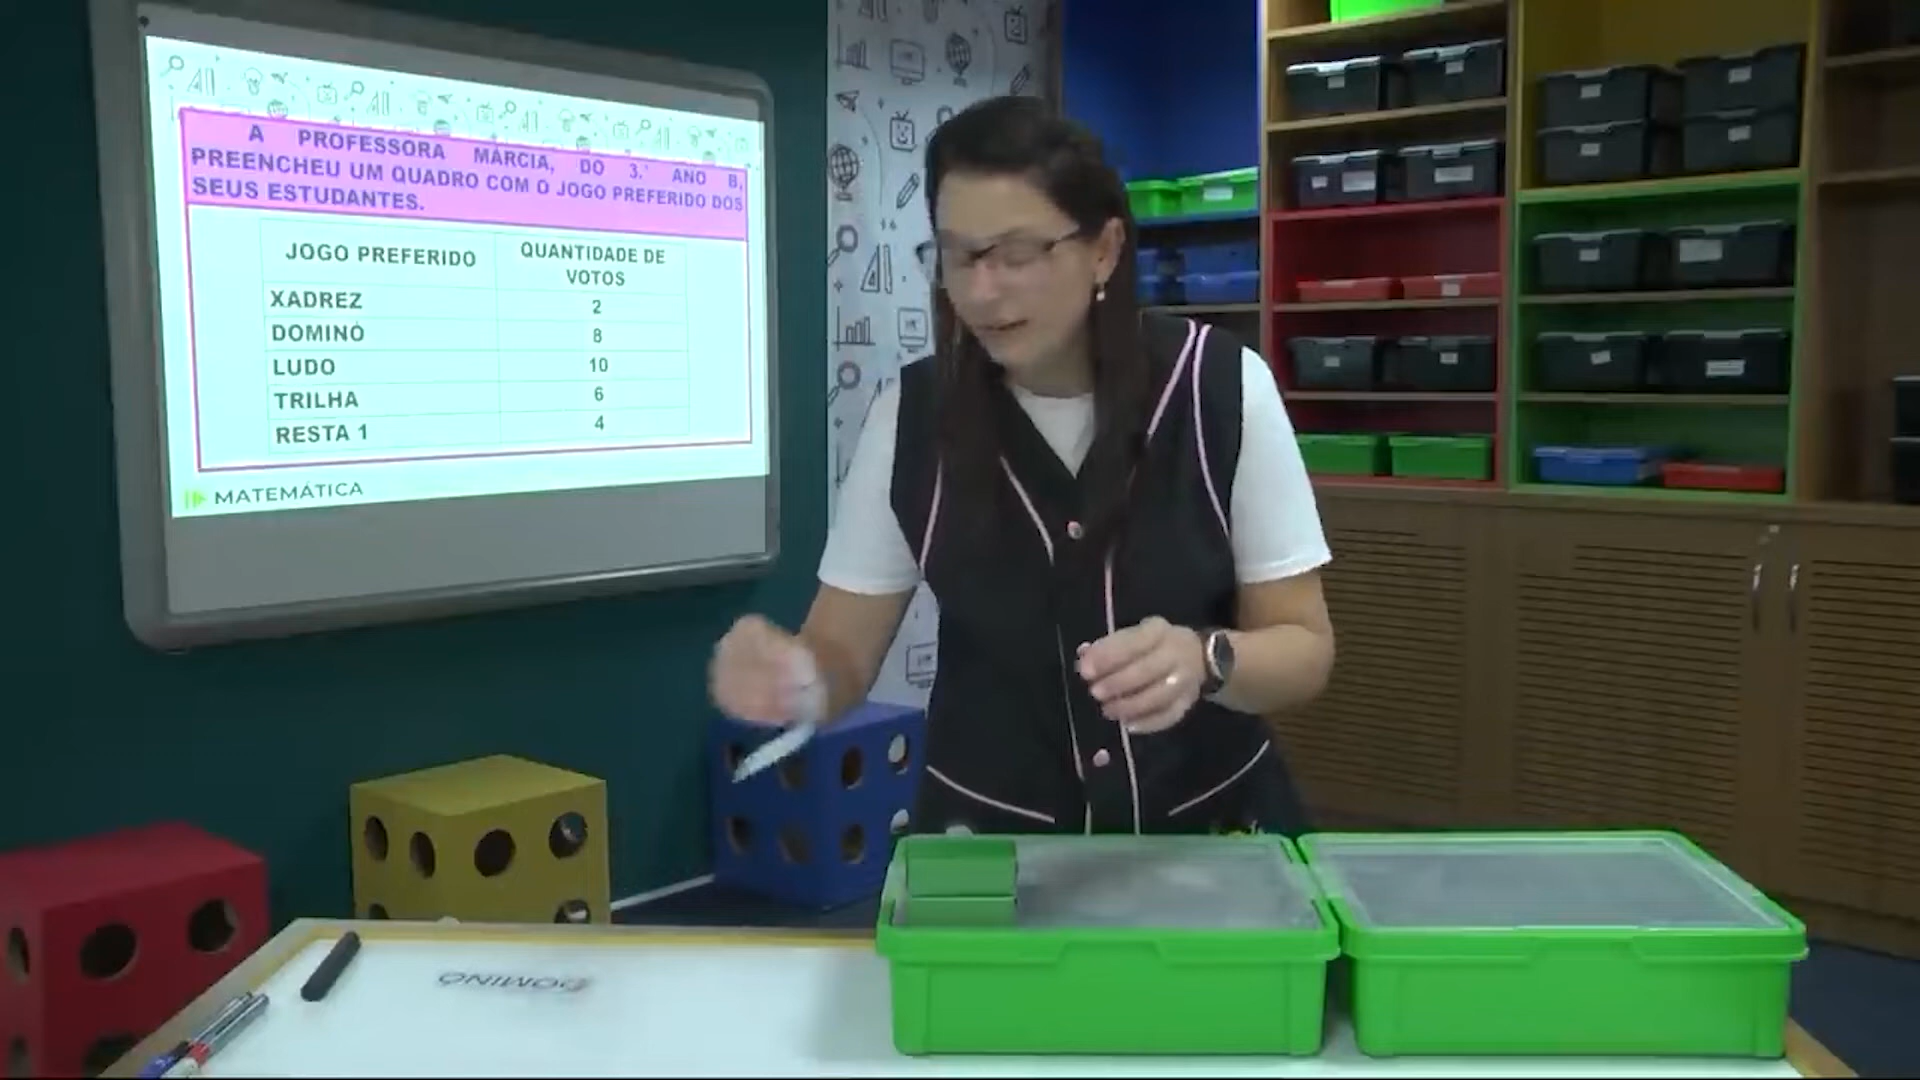 A PROFESSORA MÁRCIA, DO 3.° ANO B,
PREENCHEU UM QUADRO COM O JOGO PREFERIDO DOS
SEUS ESTUDANTES.
JOGO PREFERIDO
QUANTIDADE DE
VOTOS
XADREZ 2
DOMINÓ 8
LUDO 10
TRILHA 6
RESTA 1 4
MATEMÁTICA
DOMINÓ